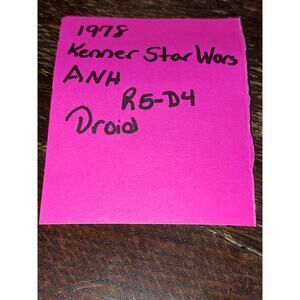 1978
Kenner Star Wars
ANH
R5-D4
Droid